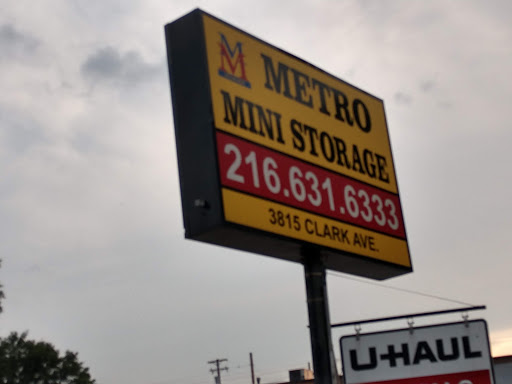 M
METRO
MINI STORAGE
216.631.6333
3815 CLARK AVE.
U-HAUL